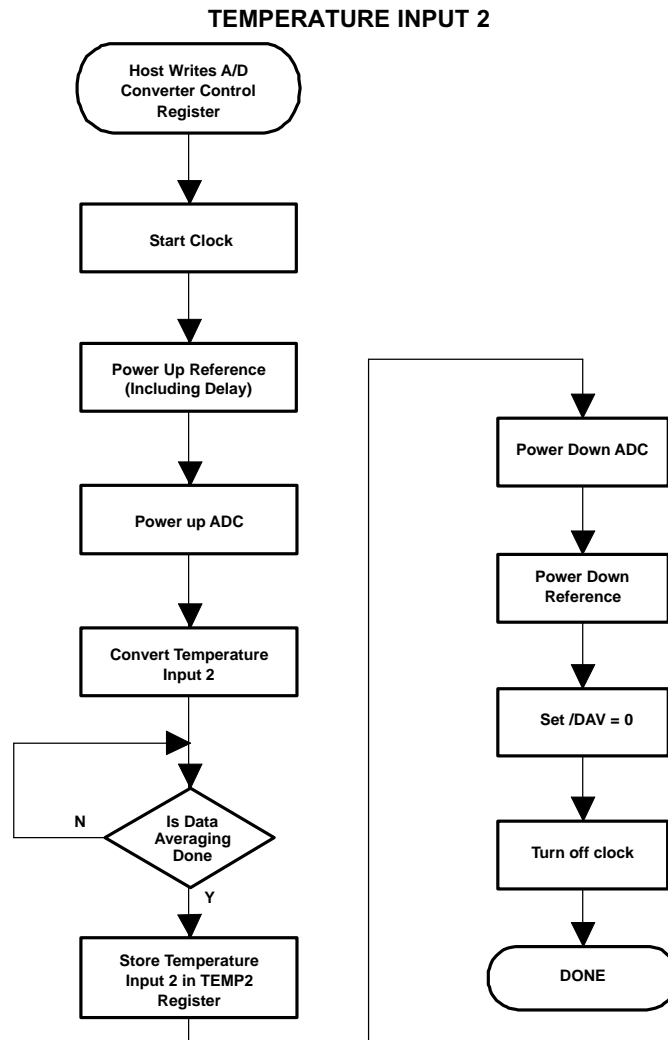 TEMPERATURE INPUT 2
Host Writes A/D
Converter Control
Register
Start Clock
Power Up Reference
(Including Delay)
Power up ADC
Convert Temperature
Input 2
Is Data
Averaging
Done
N
Y
Store Temperature
Input 2 in TEMP2
Register
Power Down ADC
Power Down
Reference
Set /DAV = 0
Turn off clock
DONE